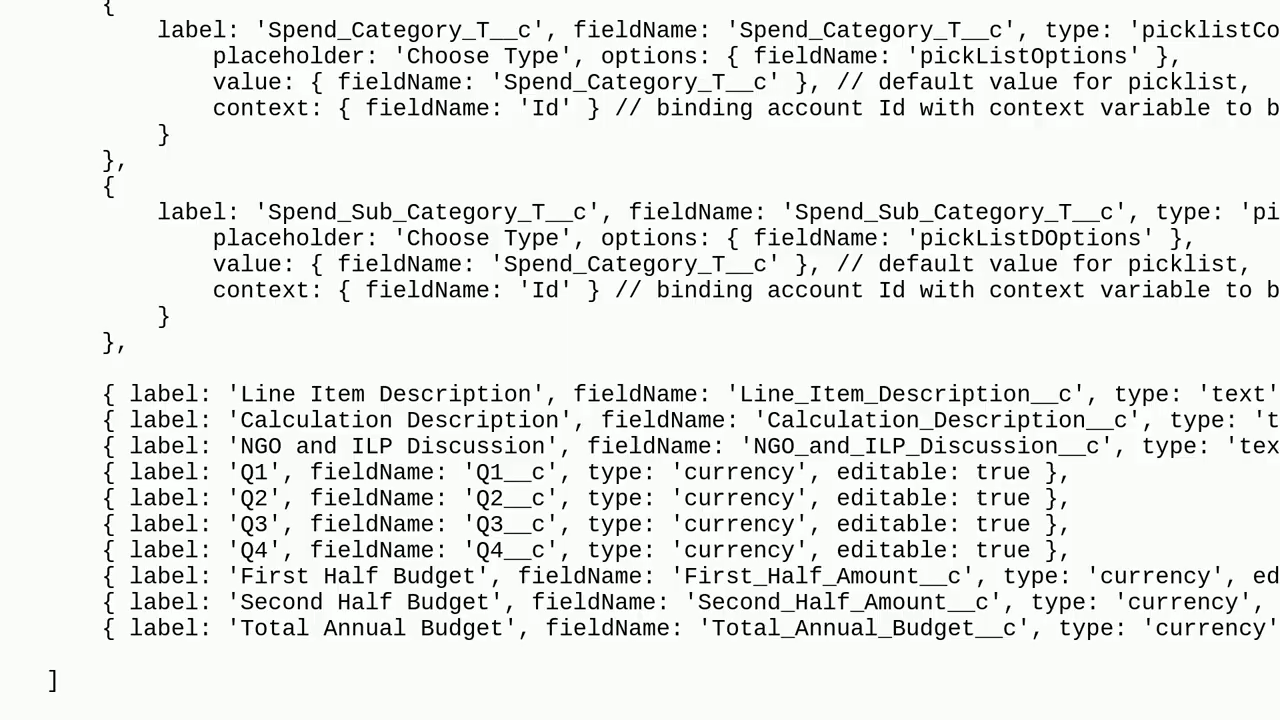 {
label: 'Spend_Category_T__c', fieldName: 'Spend_Category_T__c', type: 'picklistCo
placeholder: 'Choose Type', options: { fieldName: 'pickListOptions' },
value: { fieldName: 'Spend_Category_T__c' }, // default value for picklist,
context: { fieldName: 'Id' } // binding account Id with context variable to b
}
},
{
label: 'Spend_Sub_Category_T__c', fieldName: 'Spend_Sub_Category_T__c', type: 'pi
placeholder: 'Choose Type', options: { fieldName: 'pickListDOptions' },
value: { fieldName: 'Spend_Category_T__c' }, // default value for picklist,
context: { fieldName: 'Id' } // binding account Id with context variable to b
}
},
{ label: 'Line Item Description', fieldName: 'Line_Item_Description__c', type: 'text'
{ label: 'Calculation Description', fieldName: 'Calculation_Description__c', type: 't
{ label: 'NGO and ILP Discussion', fieldName: 'NGO_and_ILP_Discussion__c', type: 'tex
{ label: 'Q1', fieldName: 'Q1__c', type: 'currency', editable: true },
{ label: 'Q2', fieldName: 'Q2__c', type: 'currency', editable: true },
{ label: 'Q3', fieldName: 'Q3__c', type: 'currency', editable: true },
{ label: 'Q4', fieldName: 'Q4__c', type: 'currency', editable: true },
{ label: 'First Half Budget', fieldName: 'First_Half_Amount__c', type: 'currency', ed
{ label: 'Second Half Budget', fieldName: 'Second_Half_Amount__c', type: 'currency',
{ label: 'Total Annual Budget', fieldName: 'Total_Annual_Budget__c', type: 'currency'
]